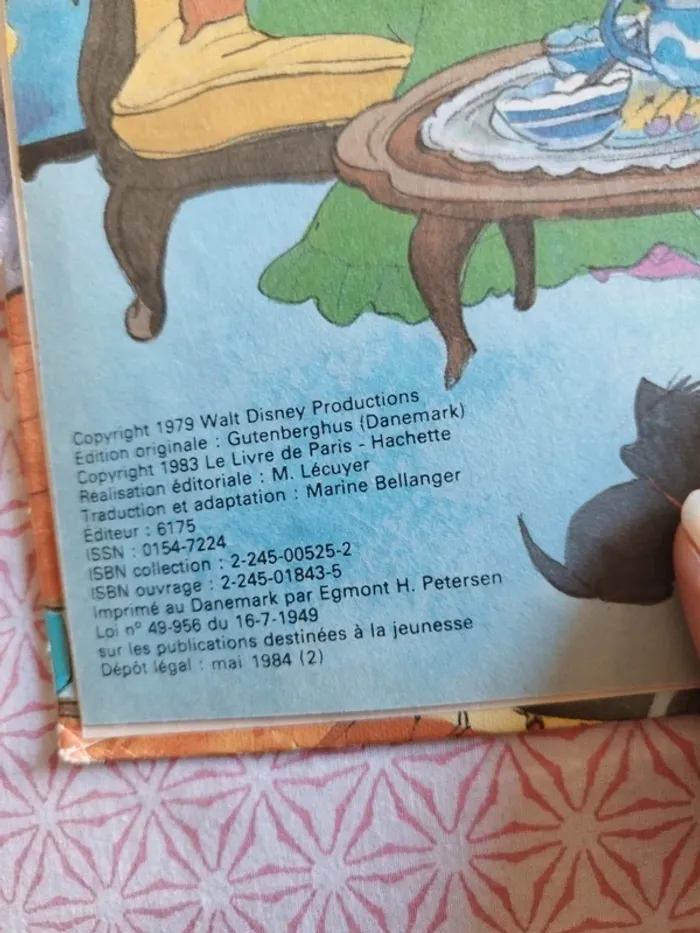 Copyright 1979 Walt Disney Productions
Edition originale : Gutenberghus (Danemark)
Copyright 1983 Le Livre de Paris - Hachette
Réalisation éditoriale : M. Lécuyer
Traduction et adaptation : Marine Bellanger
Éditeur : 6175
ISSN : 0154-7224
ISBN collection : 2-245-00525-2
ISBN ouvrage : 2-245-01843-5
Imprimé au Danemark par Egmont H. Petersen
Loi nº 49-956 du 16-7-1949
sur les publications destinées à la jeunesse
Dépôt légal : mai 1984 (2)